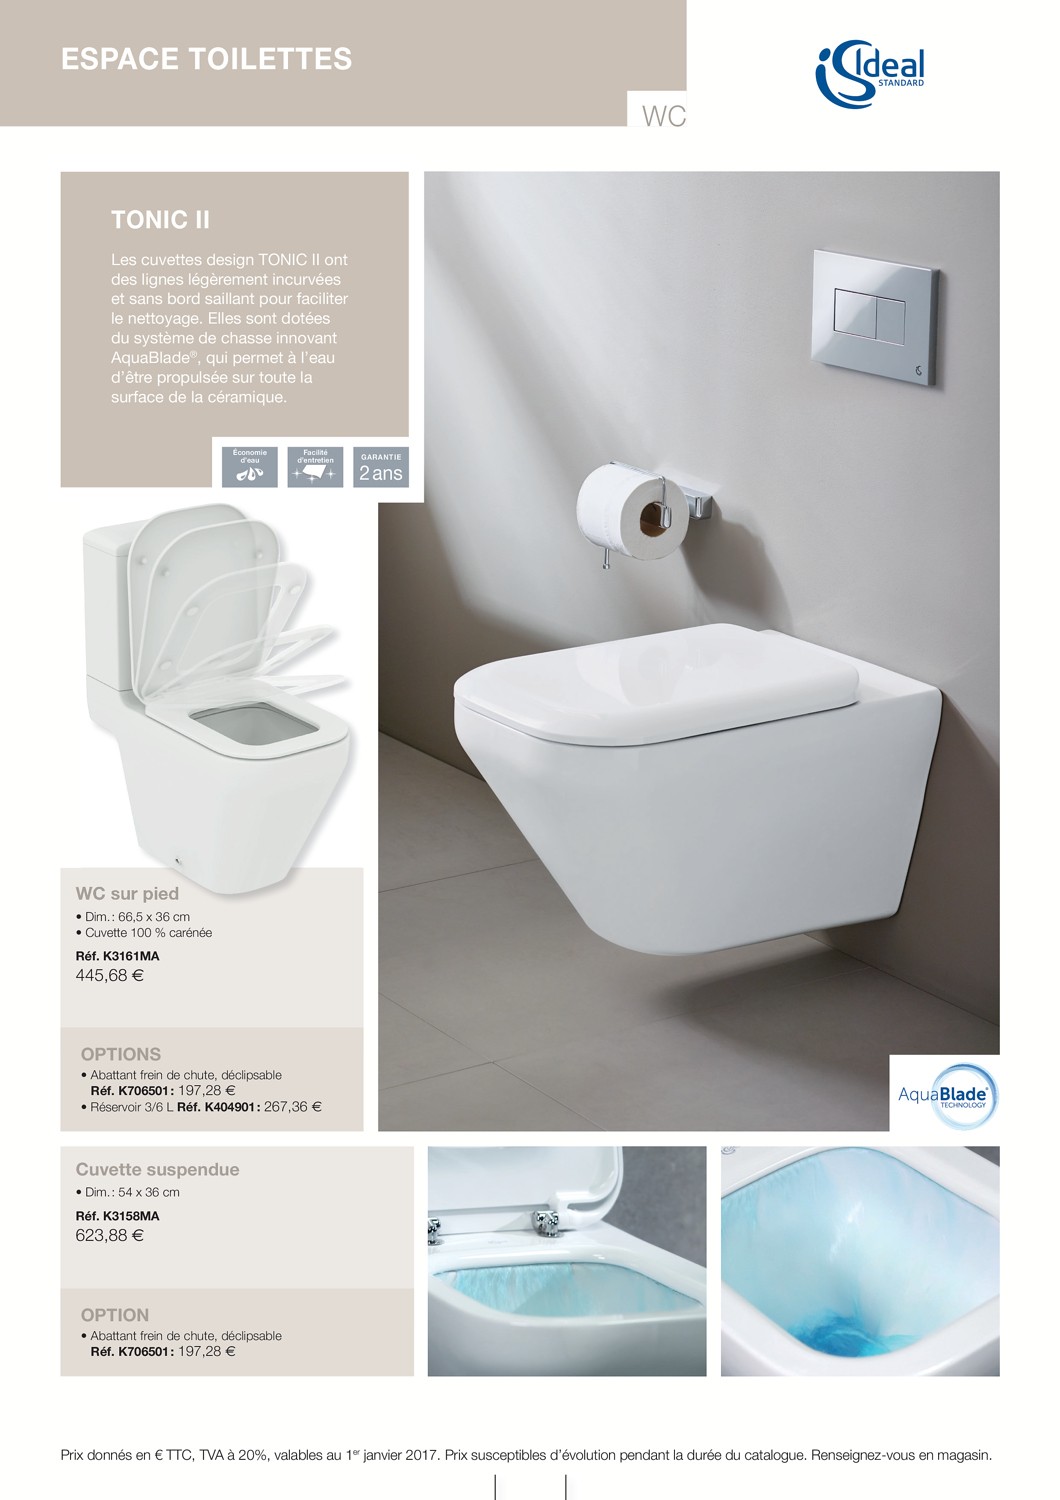 ESPACE TOILETTES
WC
Ideal
STANDARD
TONIC II
Les cuvettes design TONIC II ont
des lignes légèrement incurvées
et sans bord saillant pour faciliter
le nettoyage. Elles sont dotées
du système de chasse innovant
AquaBlade®, qui permet à l’eau
d’être propulsée sur toute la
surface de la céramique.
Économie
d'eau
Facilité
d'entretien
GARANTIE
2 ans
WC sur pied
• Dim. : 66,5 x 36 cm
• Cuvette 100 % carénée
Réf. K3161MA
445,68 €
OPTIONS
• Abattant frein de chute, déclipsable
Réf. K706501 : 197,28 €
• Réservoir 3/6 L Réf. K404901 : 267,36 €
AquaBlade®
TECHNOLOGY
Cuvette suspendue
• Dim. : 54 x 36 cm
Réf. K3158MA
623,88 €
OPTION
• Abattant frein de chute, déclipsable
Réf. K706501 : 197,28 €
Prix donnés en € TTC, TVA à 20%, valables au 1er janvier 2017. Prix susceptibles d’évolution pendant la durée du catalogue. Renseignez-vous en magasin.